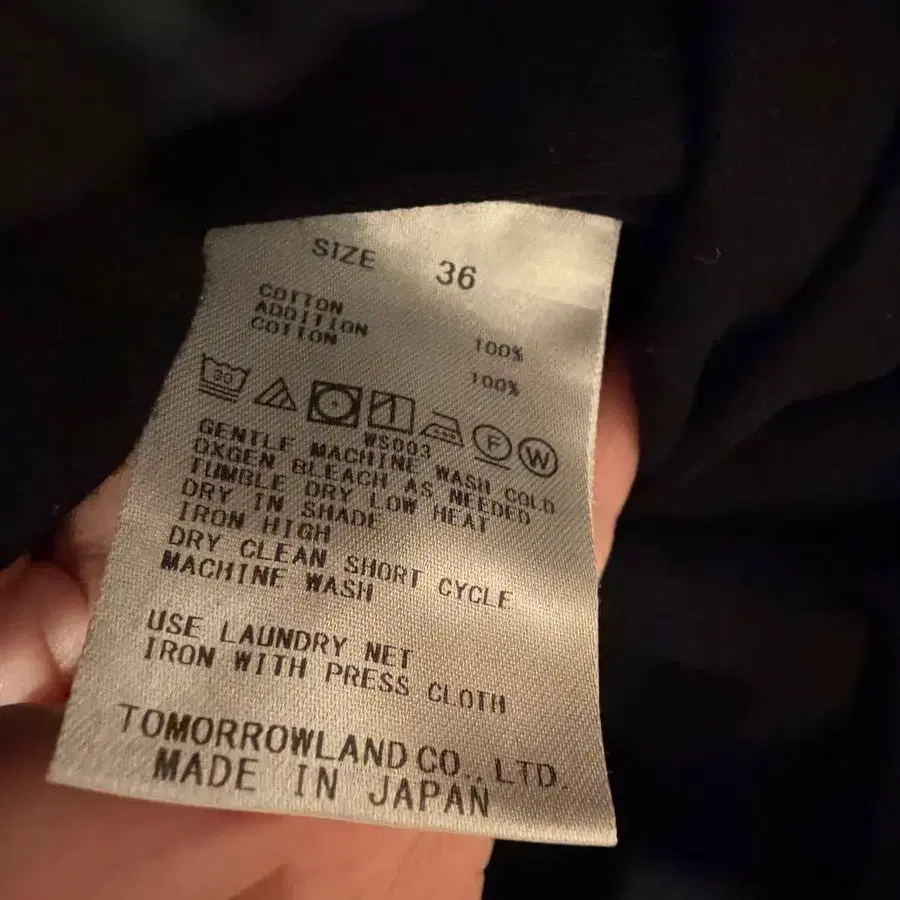 SIZE 36
COTTON 100%
ADDITION
COTTON 100%
30
F W
WS003
GENTLE MACHINE WASH COLD
OXGEN BLEACH AS NEEDED
TUMBLE DRY LOW HEAT
DRY IN SHADE
IRON HIGH
DRY CLEAN SHORT CYCLE
MACHINE WASH
USE LAUNDRY NET
IRON WITH PRESS CLOTH
TOMORROWLAND CO., LTD.
MADE IN JAPAN